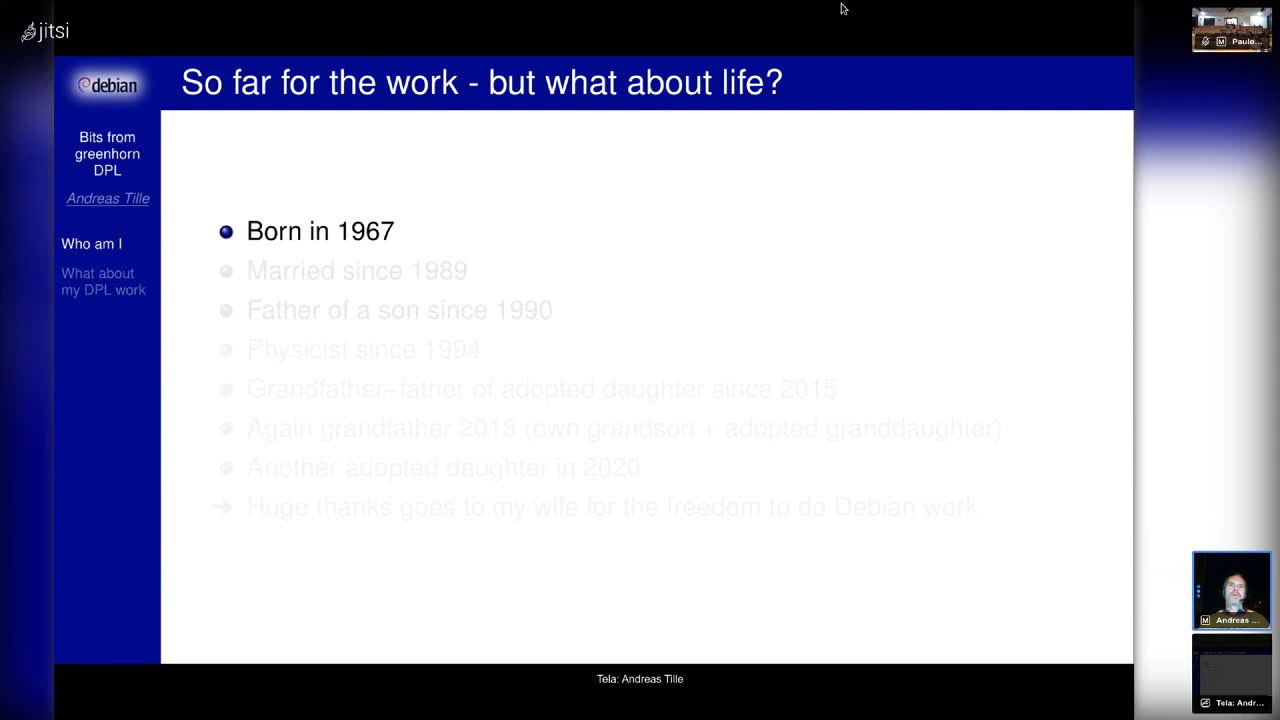 jitsi
Paulo...
So far for the work - but what about life?
debian
Bits from
greenhorn
DPL
Andreas Tille
Who am I
What about
my DPL work
Born in 1967
Married since 1989
Father of a son since 1990
Physicist since 1994
Grandfather+father of adopted daughter since 2015
Again grandfather 2018 (own grandson + adopted granddaughter)
Another adopted daughter in 2020
Huge thanks goes to my wife for the freedom to do Debian work
Andreas ...
Tela: Andreas Tille
Tela: Andr...